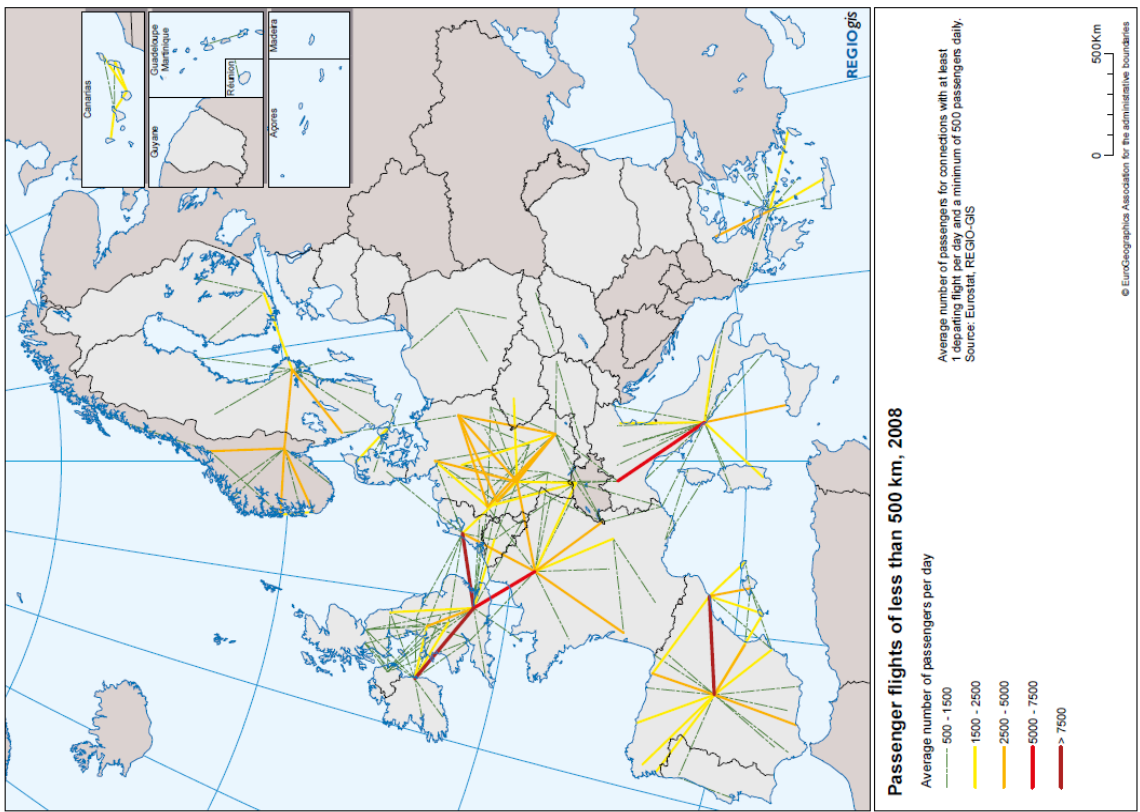 Canarias
Guyane
Guadeloupe
Martinique
Réunion
Açores
Madeira
REGIOgis
Passenger flights of less than 500 km, 2008
Average number of passengers per day
500 - 1500
1500 - 2500
2500 - 5000
5000 - 7500
> 7500
Average number of passengers for connections with at least
1 departing flight per day and a minimum of 500 passengers daily.
Source: Eurostat, REGIO-GIS
0 500Km
© EuroGeographics Association for the administrative boundaries